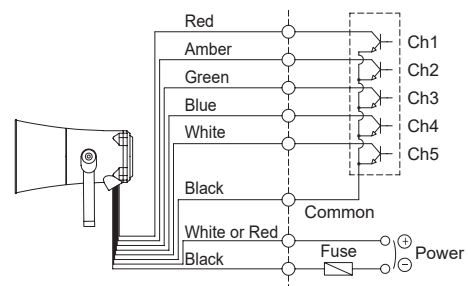 Red
Ch1
Amber
Ch2
Green
Ch3
Blue
Ch4
White
Ch5
Black
Common
White or Red
Fuse
+
Power
Black
−